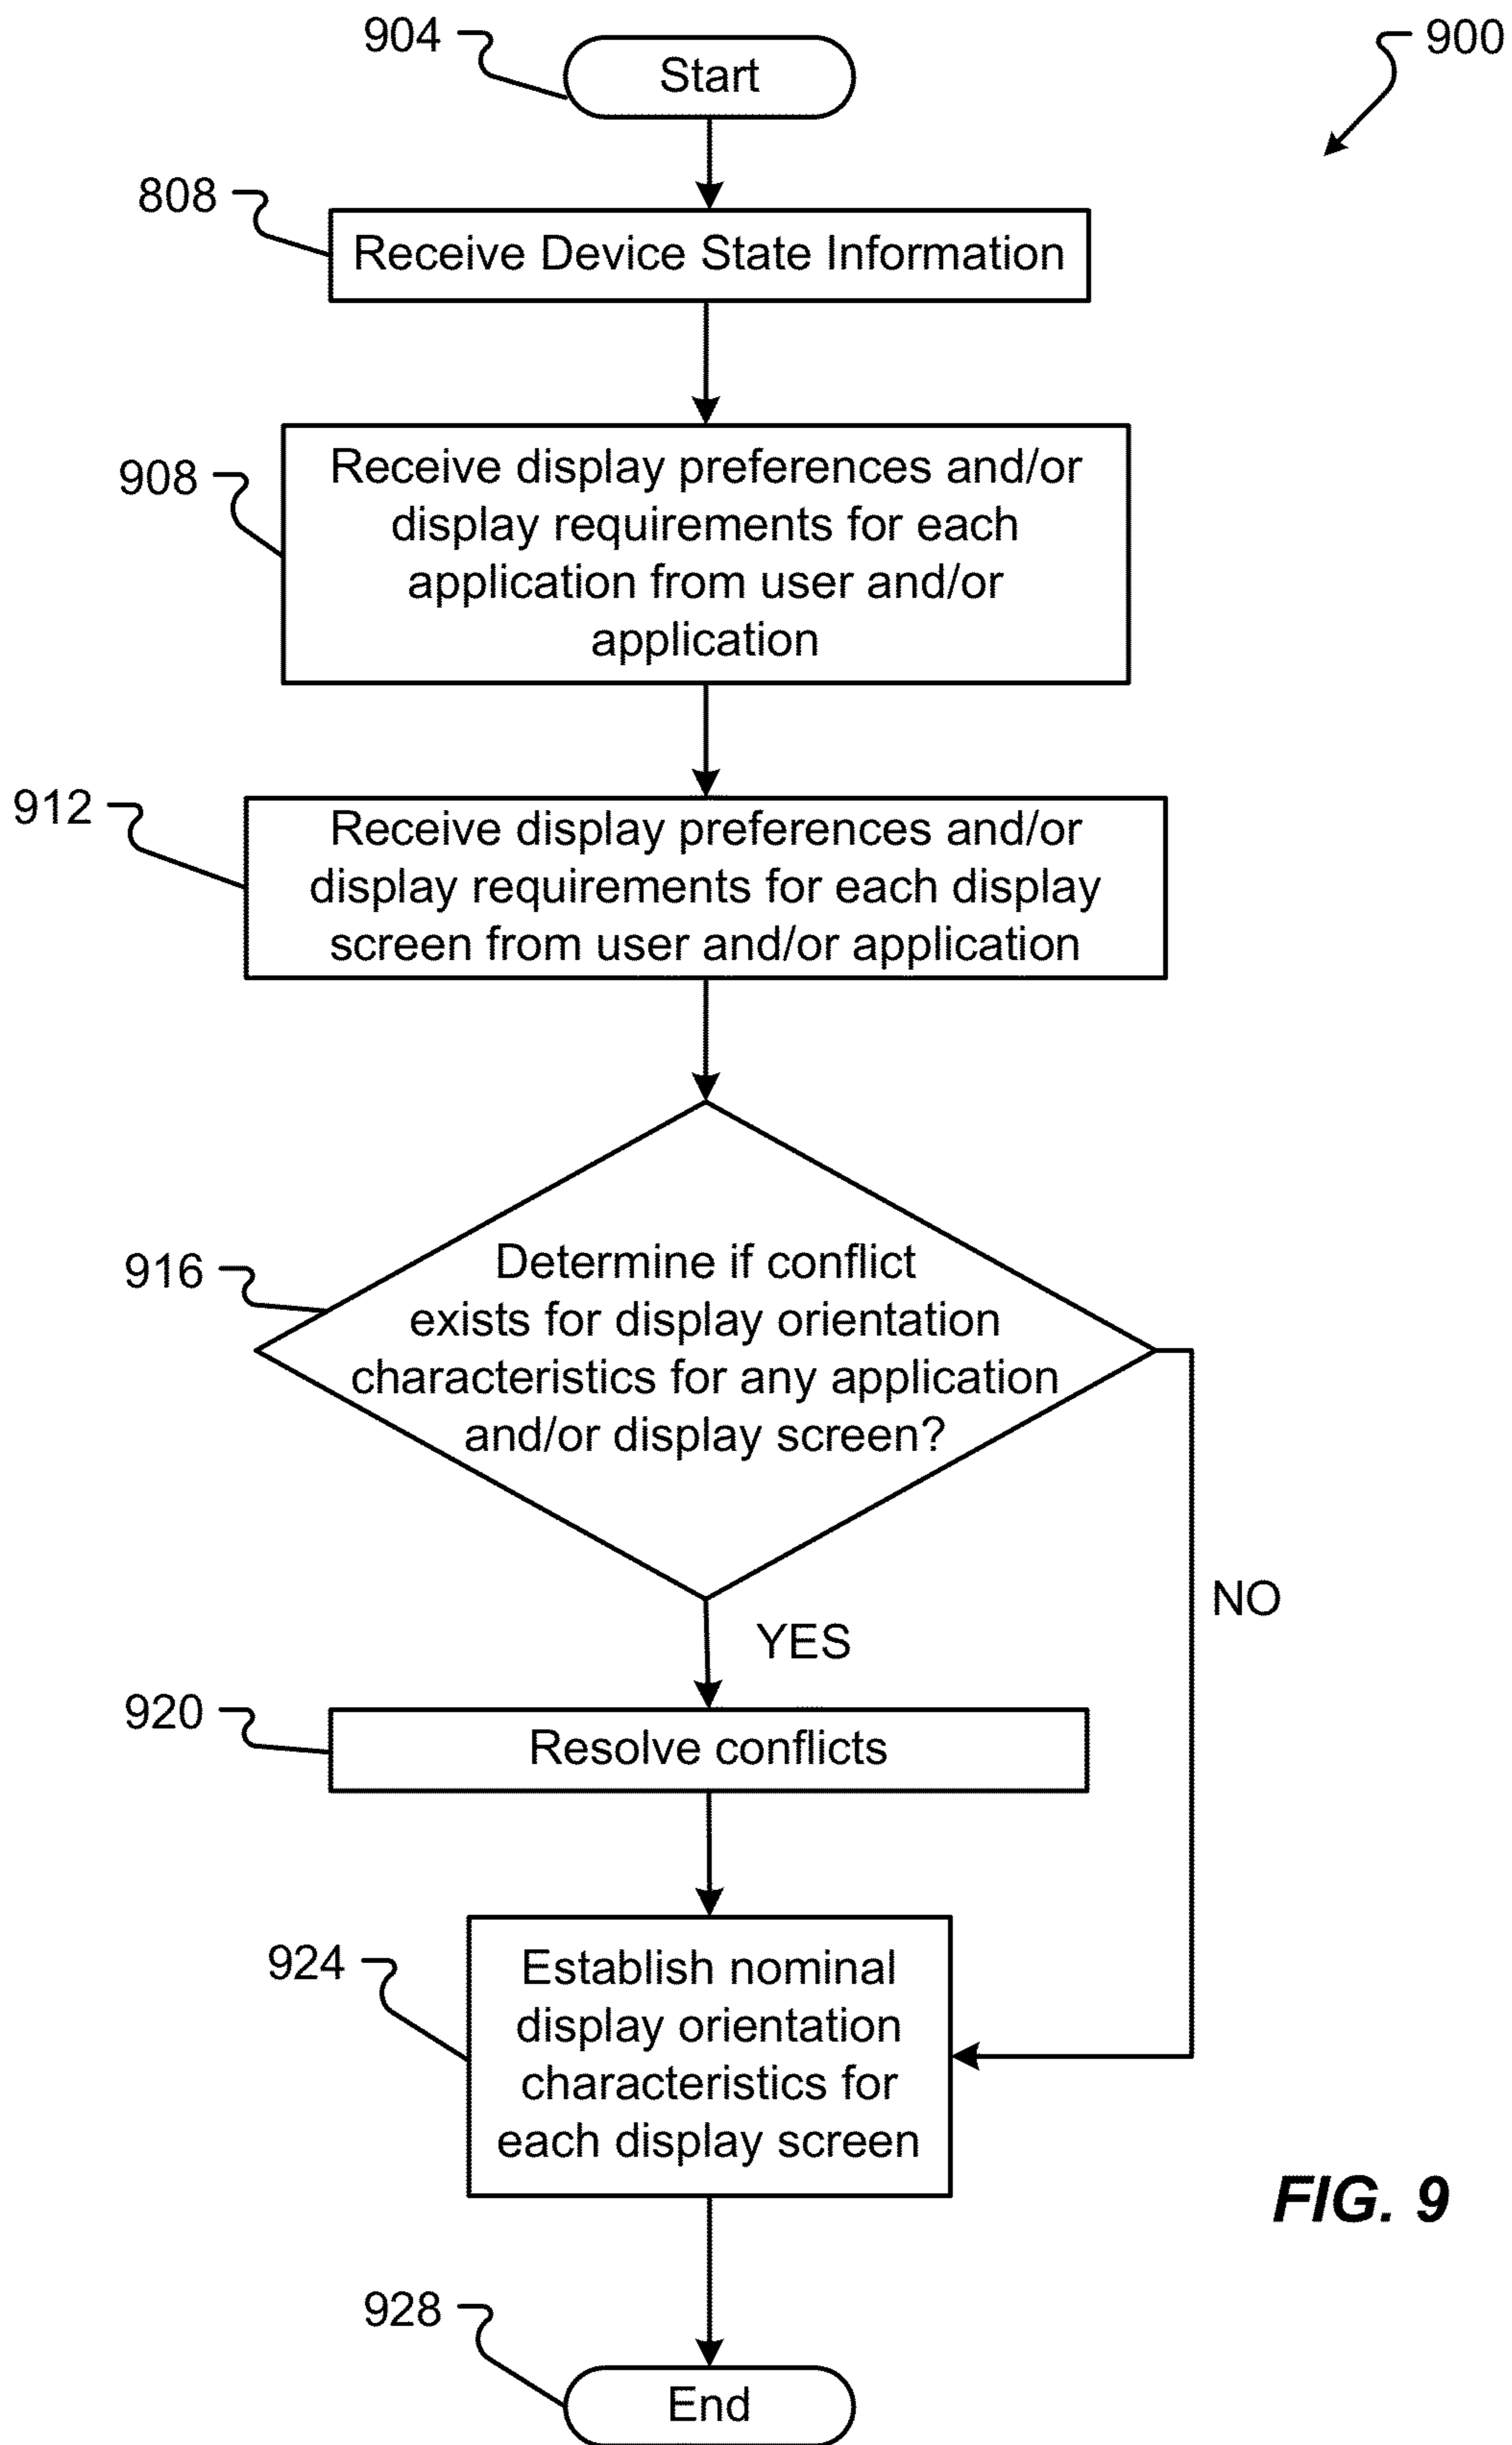 904
Start
900
808
Receive Device State Information
908
Receive display preferences and/or
display requirements for each
application from user and/or
application
912
Receive display preferences and/or
display requirements for each display
screen from user and/or application
916
Determine if conflict
exists for display orientation
characteristics for any application
and/or display screen?
NO
YES
920
Resolve conflicts
924
Establish nominal
display orientation
characteristics for
each display screen
FIG. 9
928
End